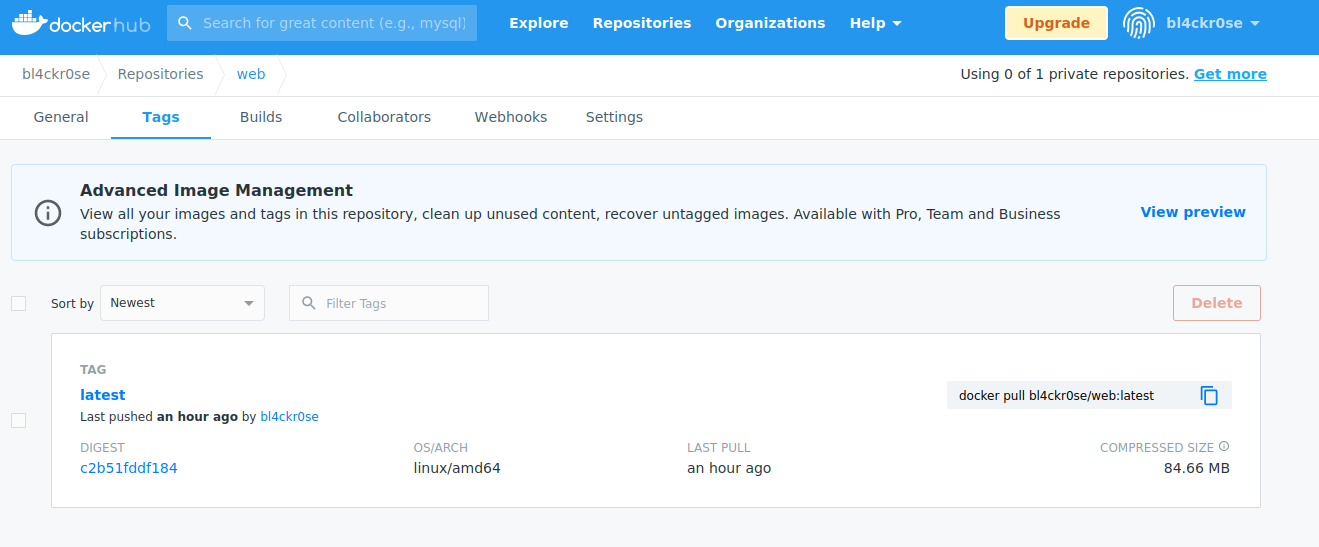 dockerhub Search for great content (e.g., mysql) Explore Repositories Organizations Help Upgrade bl4ckr0se
bl4ckr0se Repositories web Using 0 of 1 private repositories. Get more
General Tags Builds Collaborators Webhooks Settings
Advanced Image Management
View all your images and tags in this repository, clean up unused content, recover untagged images. Available with Pro, Team and Business
subscriptions.
View preview
Sort by Newest Filter Tags Delete
TAG
latest
docker pull bl4ckr0se/web:latest
Last pushed an hour ago by bl4ckr0se
DIGEST OS/ARCH LAST PULL COMPRESSED SIZE
c2b51fddf184 linux/amd64 an hour ago 84.66 MB